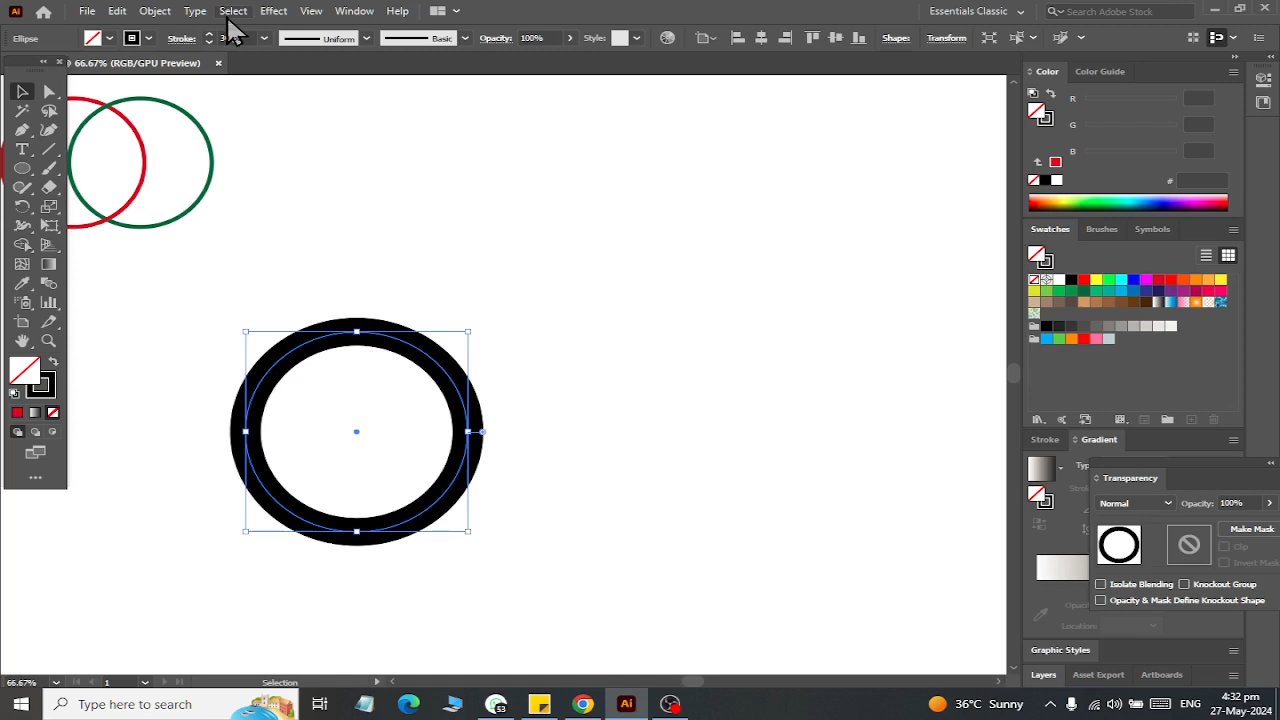 Ai File Edit Object Type Select Effect View Window Help Essentials Classic Search Adobe Stock
Ellipse Stroke: Uniform Basic Opacity: 100% Style: Shapes: Transform
@ 66.67% (RGB/GPU Preview) ×
Color Color Guide
R
G
B
#
Swatches Brushes Symbols
Stroke Gradient
Transparency
Normal Opacity: 100%
Make Mask
Clip
Invert Mask
Isolate Blending Knockout Group
Opacity & Mask Define Knockout Shape
Locations
Graphic Styles
Layers Asset Export Artboards
66.67% 1 Selection
Type here to search Ai 36°C Sunny ENG 4:32 pm
27-May-2024